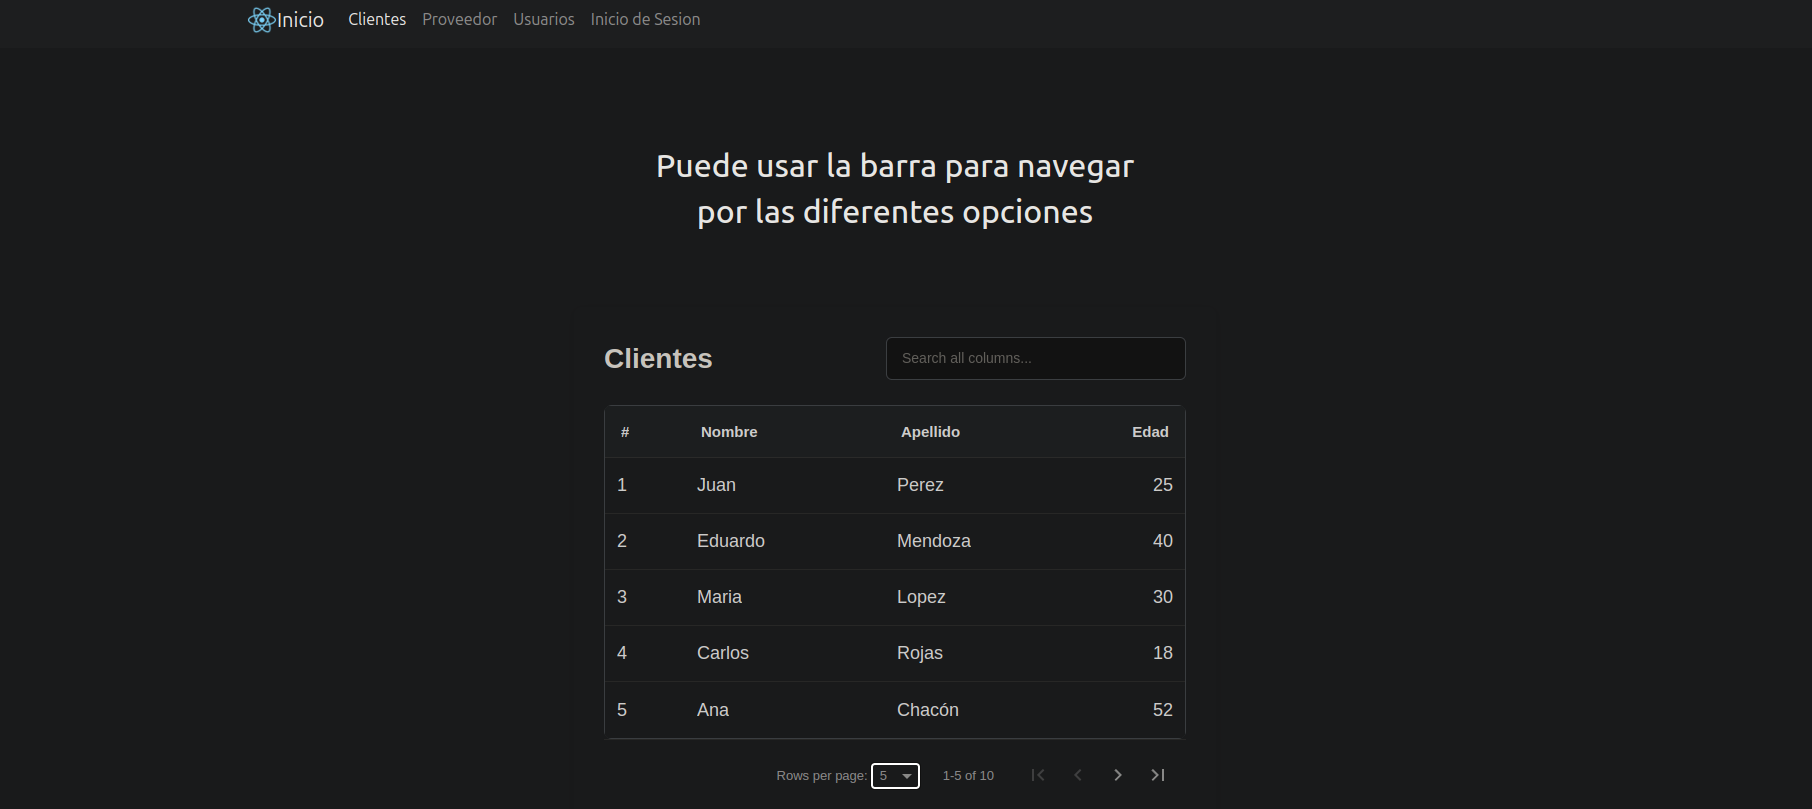 Inicio Clientes Proveedor Usuarios Inicio de Sesion
Puede usar la barra para navegar
por las diferentes opciones
Clientes
Search all columns...
# Nombre Apellido Edad
1 Juan Perez 25
2 Eduardo Mendoza 40
3 Maria Lopez 30
4 Carlos Rojas 18
5 Ana Chacón 52
Rows per page: 5 1-5 of 10